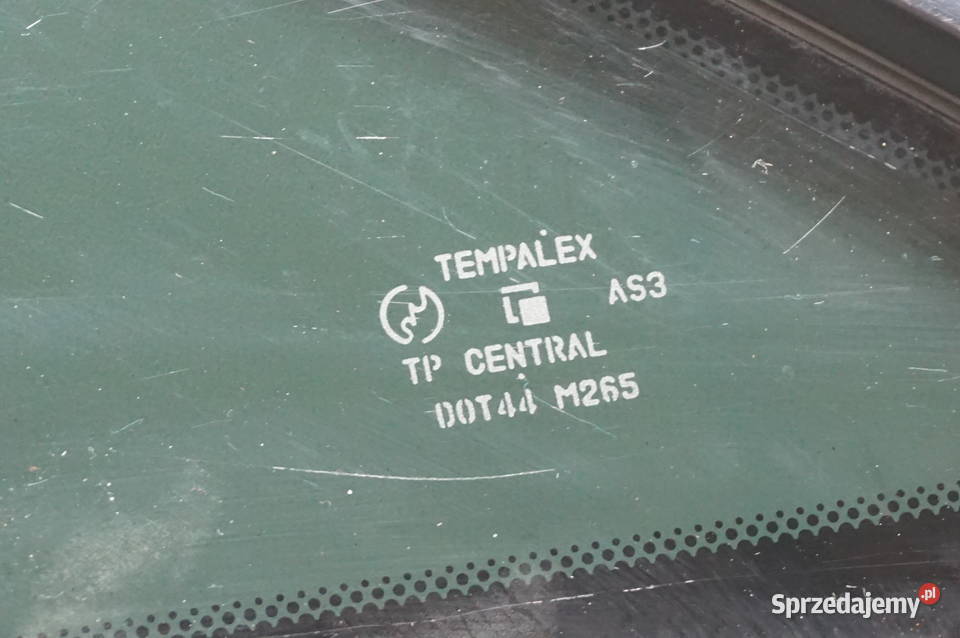 TEMPALEX
AS3
TP CENTRAL
DOT44 M265
Sprzedajemy.pl